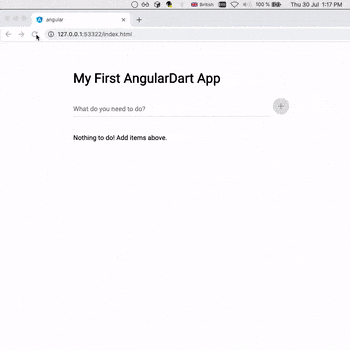 British 100 % Thu 30 Jul 1:17 PM
angular
127.0.0.1:53322/index.html
My First AngularDart App
What do you need to do?
Nothing to do! Add items above.